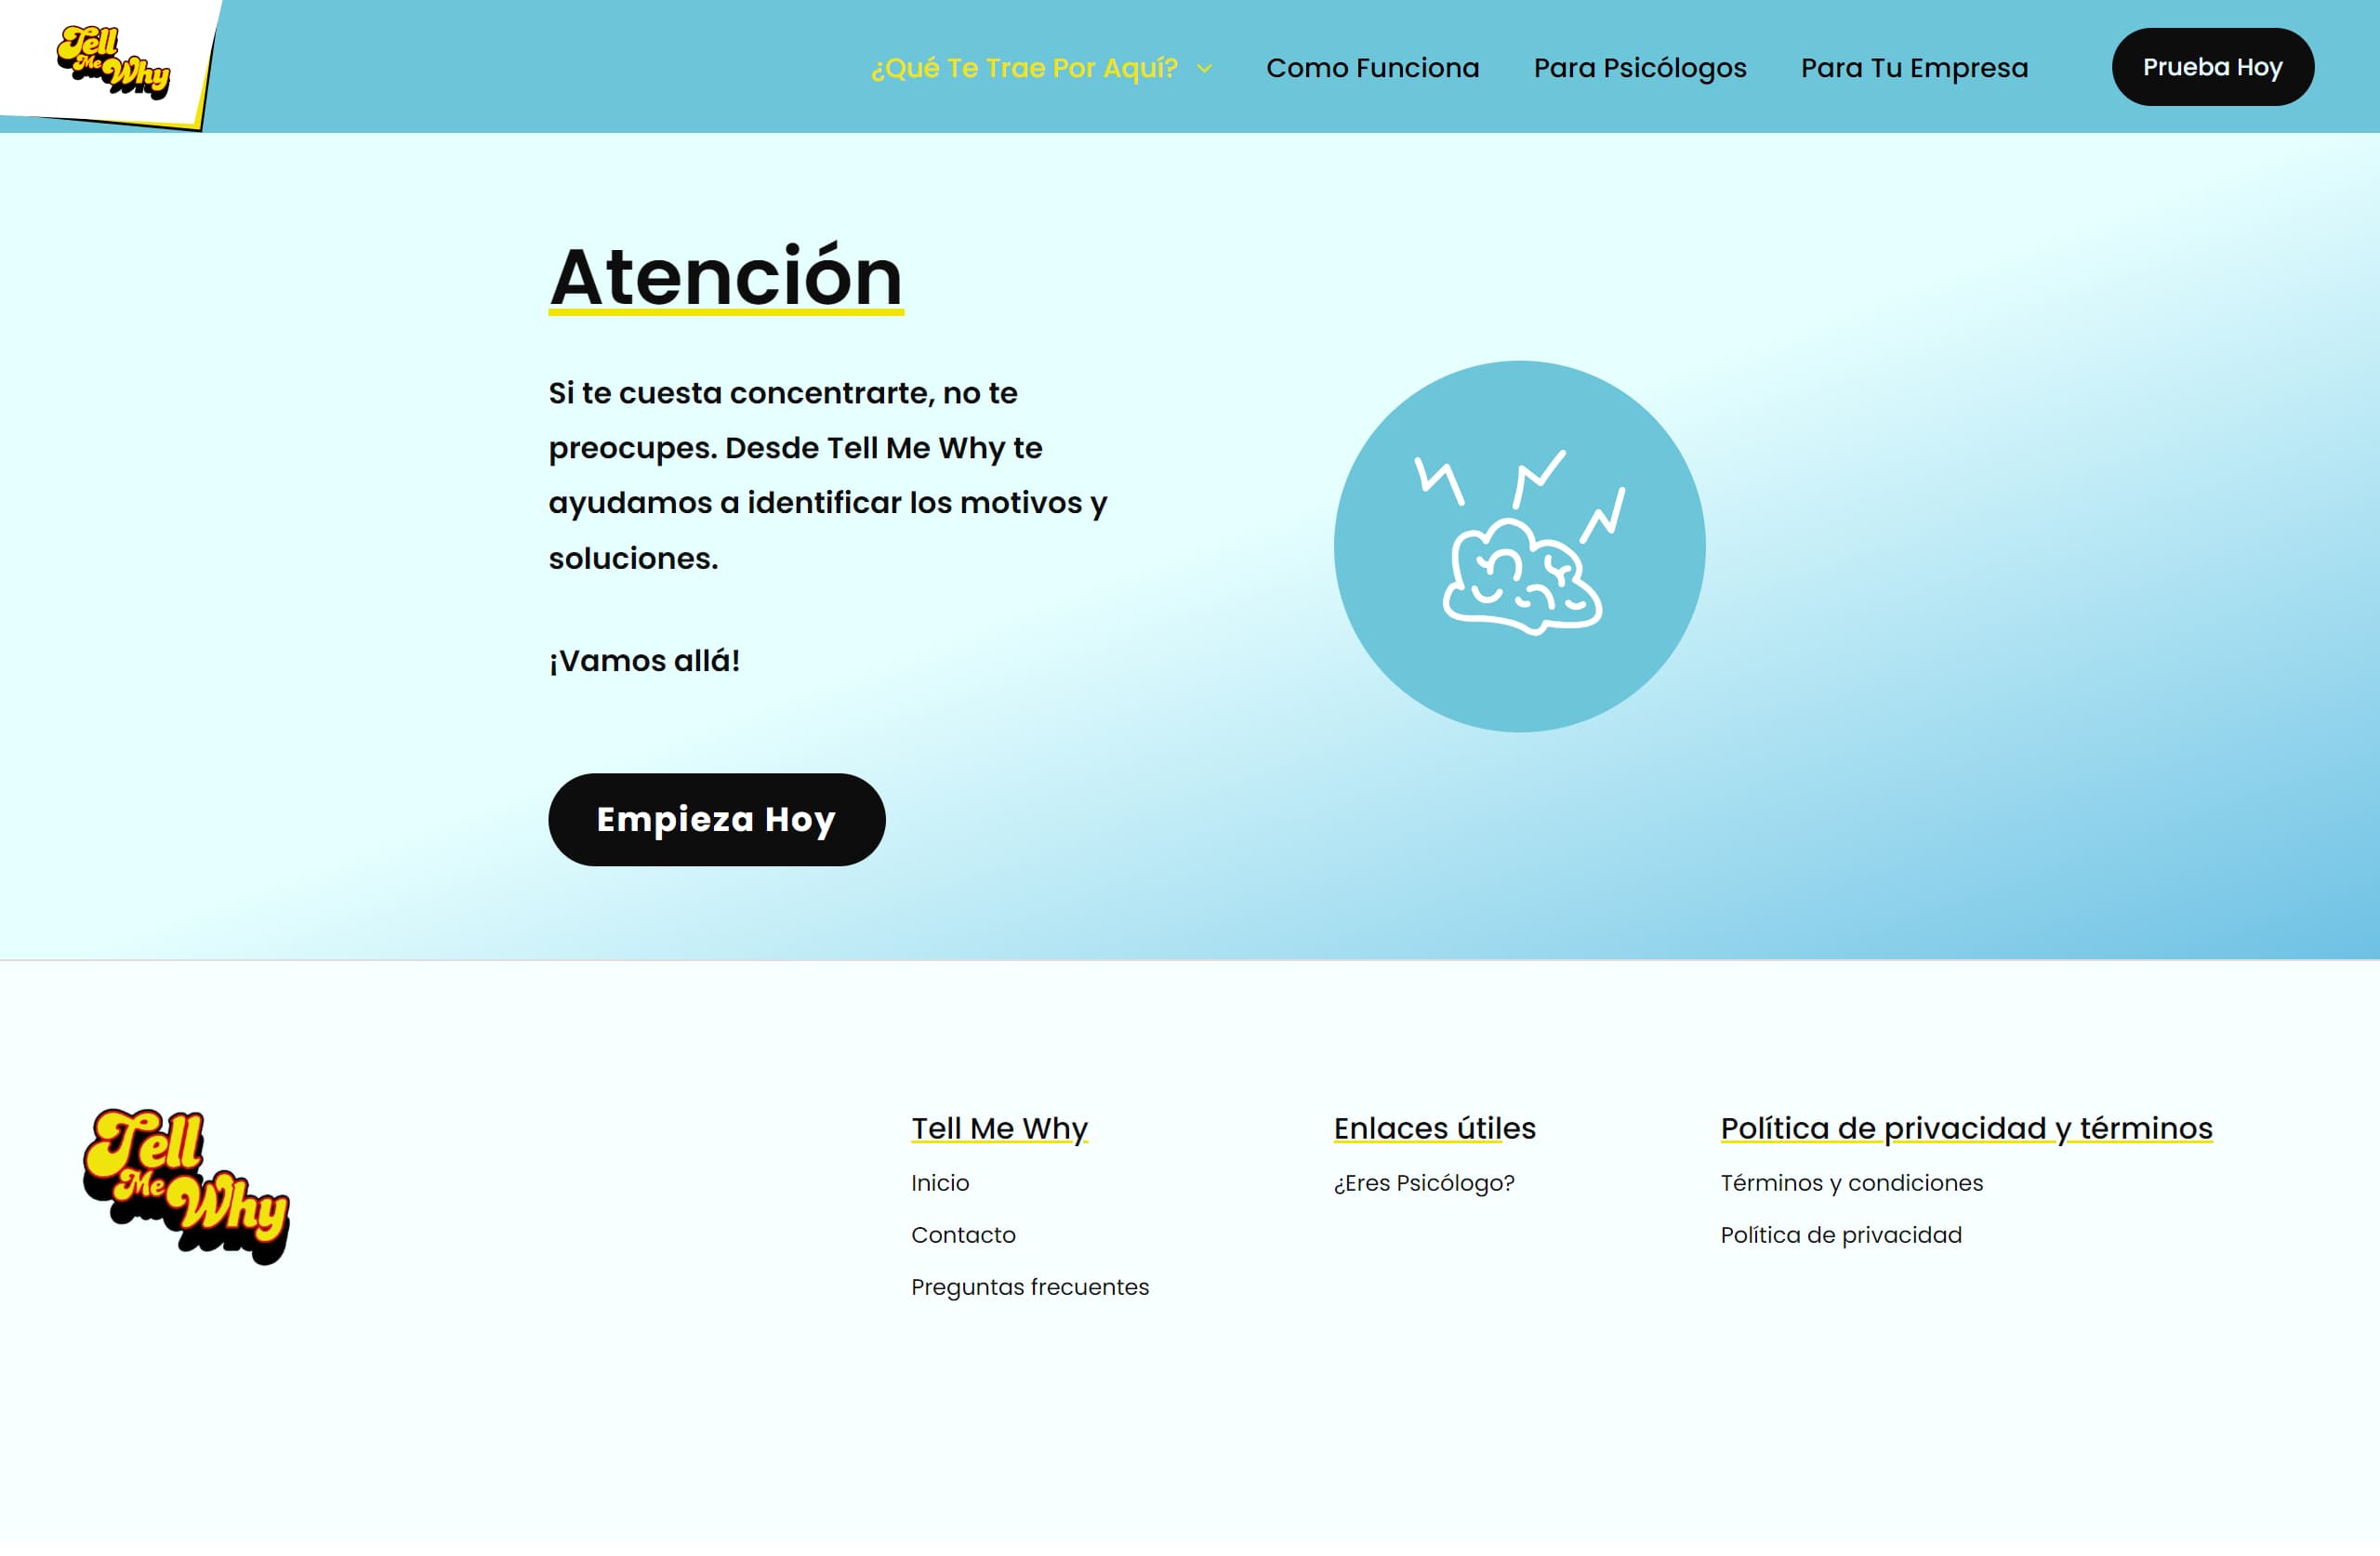 Tell
Me Why
¿Qué Te Trae Por Aquí?
Como Funciona
Para Psicólogos
Para Tu Empresa
Prueba Hoy
Atención
Si te cuesta concentrarte, no te
preocupes. Desde Tell Me Why te
ayudamos a identificar los motivos y
soluciones.
¡Vamos allá!
Empieza Hoy
Tell
Me Why
Tell Me Why
Inicio
Contacto
Preguntas frecuentes
Enlaces útiles
¿Eres Psicólogo?
Política de privacidad y términos
Términos y condiciones
Política de privacidad